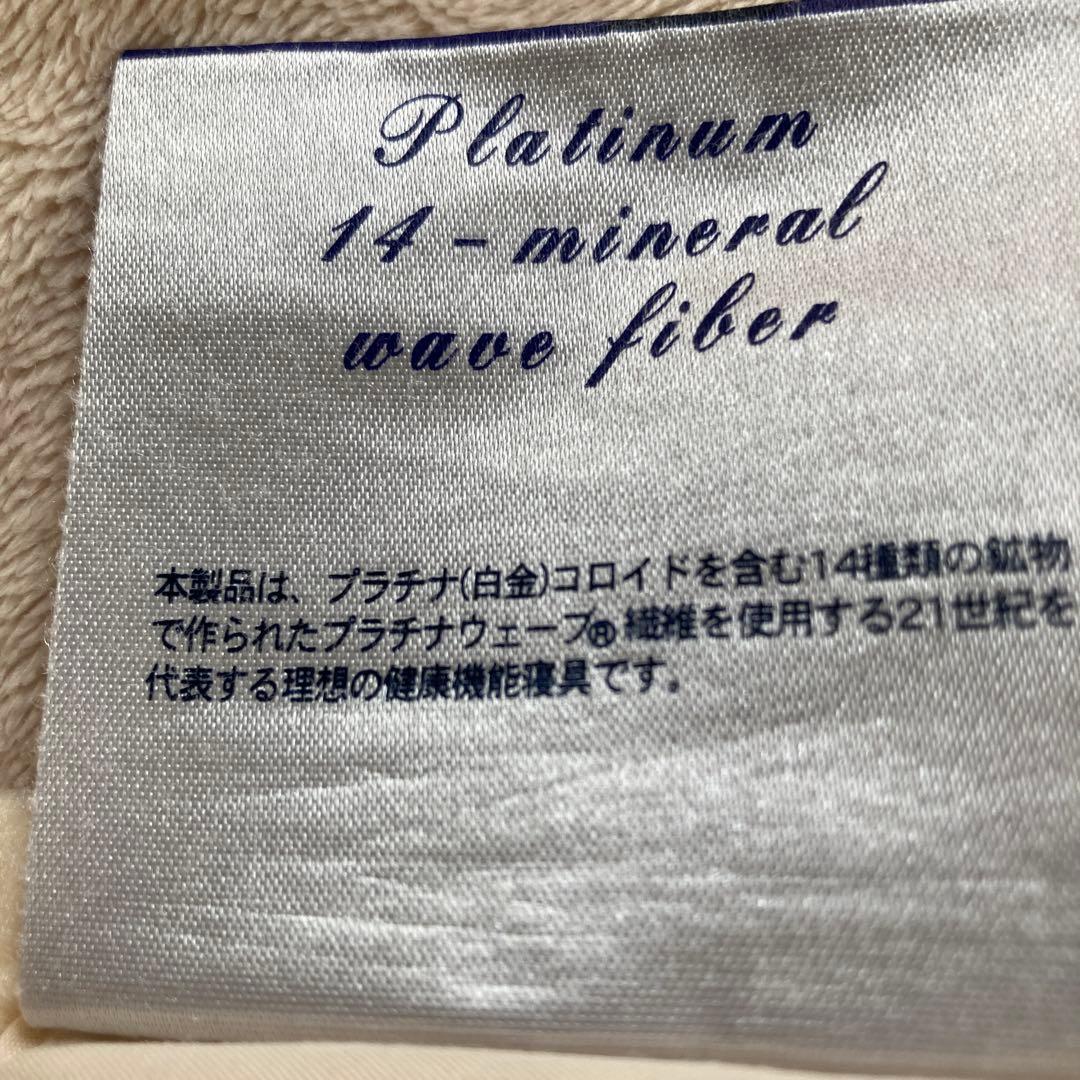 Platinum
14-mineral
wave fiber
本製品は、プラチナ(白金)コロイドを含む14種類の鉱物
で作られたプラチナウェーブ®繊維を使用する21世紀を
代表する理想の健康機能寝具です。